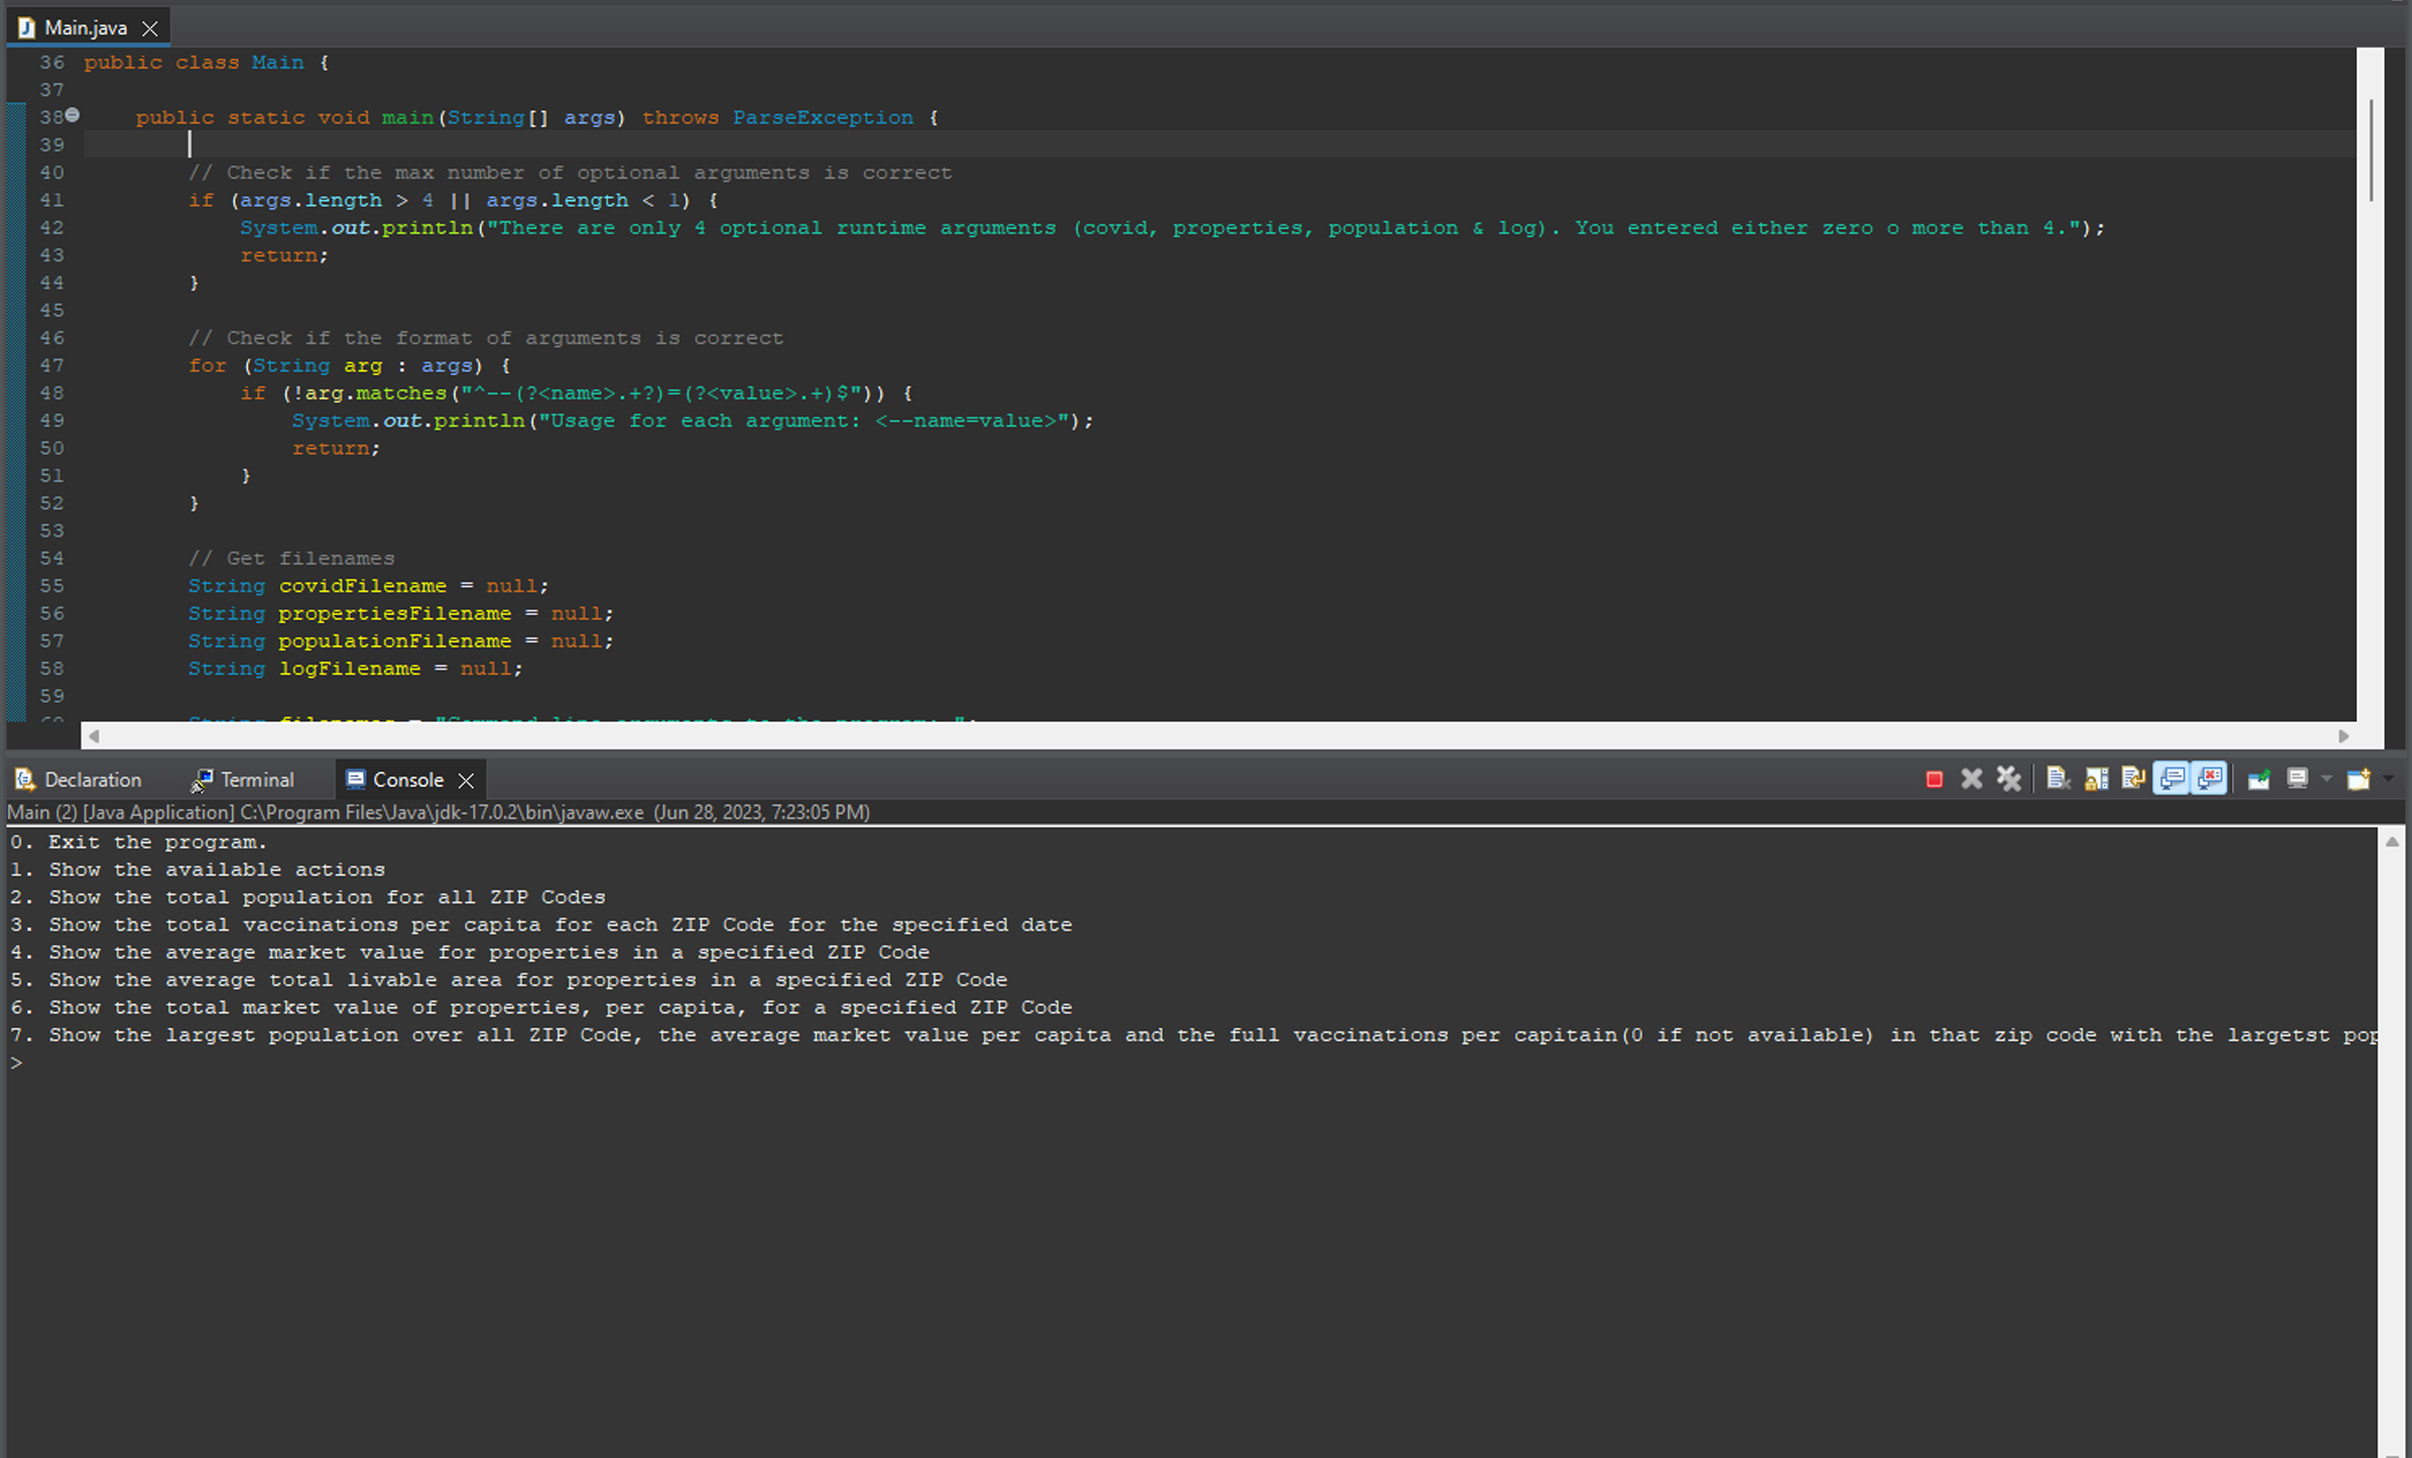 Main.java
36 public class Main {
37
38 public static void main(String[] args) throws ParseException {
39
40 // Check if the max number of optional arguments is correct
41 if (args.length > 4 || args.length < 1) {
42 System.out.println("There are only 4 optional runtime arguments (covid, properties, population & log). You entered either zero o more than 4.");
43 return;
44 }
45
46 // Check if the format of arguments is correct
47 for (String arg : args) {
48 if (!arg.matches("^--(?<name>.+?)=(?<value>.+)$")) {
49 System.out.println("Usage for each argument: <--name=value>");
50 return;
51 }
52 }
53
54 // Get filenames
55 String covidFilename = null;
56 String propertiesFilename = null;
57 String populationFilename = null;
58 String logFilename = null;
59
Declaration Terminal Console
Main (2) [Java Application] C:\Program Files\Java\jdk-17.0.2\bin\javaw.exe (Jun 28, 2023, 7:23:05 PM)
0. Exit the program.
1. Show the available actions
2. Show the total population for all ZIP Codes
3. Show the total vaccinations per capita for each ZIP Code for the specified date
4. Show the average market value for properties in a specified ZIP Code
5. Show the average total livable area for properties in a specified ZIP Code
6. Show the total market value of properties, per capita, for a specified ZIP Code
7. Show the largest population over all ZIP Code, the average market value per capita and the full vaccinations per capitain(0 if not available) in that zip code with the largetst pop
>